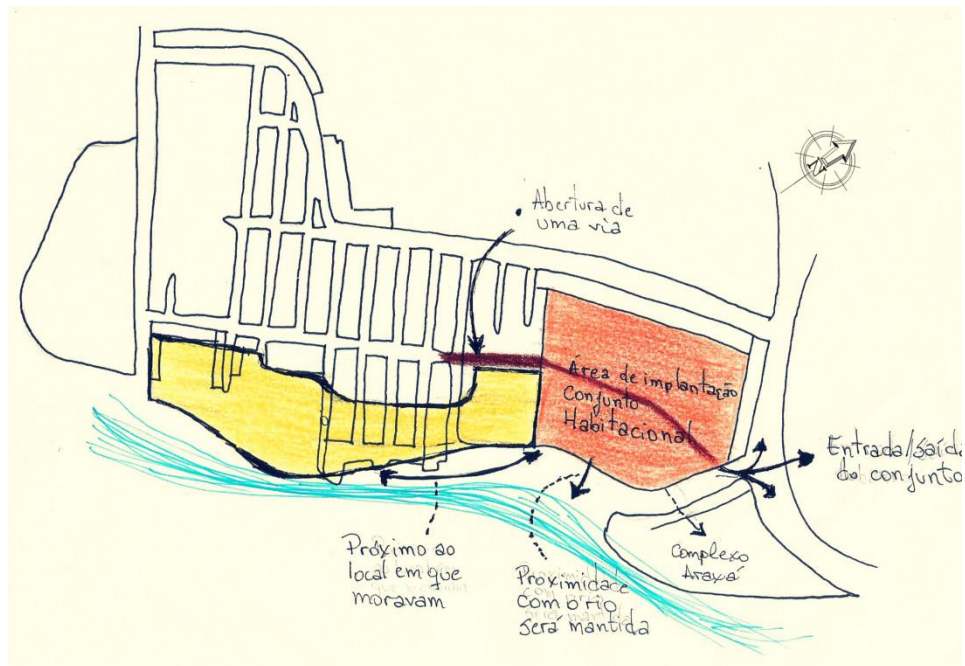 Abertura de
uma via
Área de implantação
Conjunto
Habitacional
Entrada/saída
do conjunto
Próximo ao
local em que
moravam
Proximidade
com o rio
será mantida
Complexo
Araxá